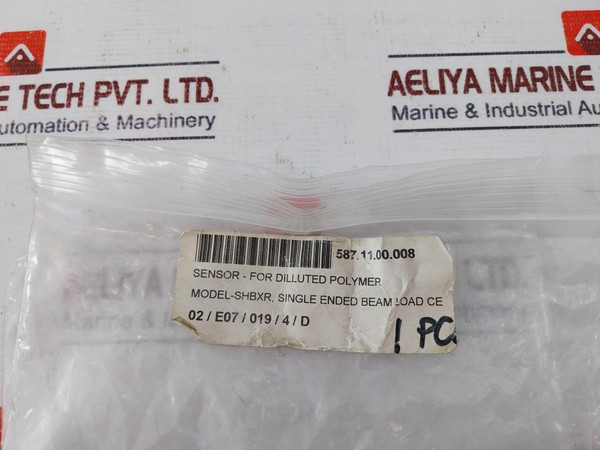 E TECH PVT. LTD.
utomation & Machinery
AELIYA MARINE
Marine & Industrial Au
587.11.00.008
SENSOR - FOR DILLUTED POLYMER
MODEL-SHBXR, SINGLE ENDED BEAM LOAD CE
02 / E07 / 019 / 4 / D
1 PC.